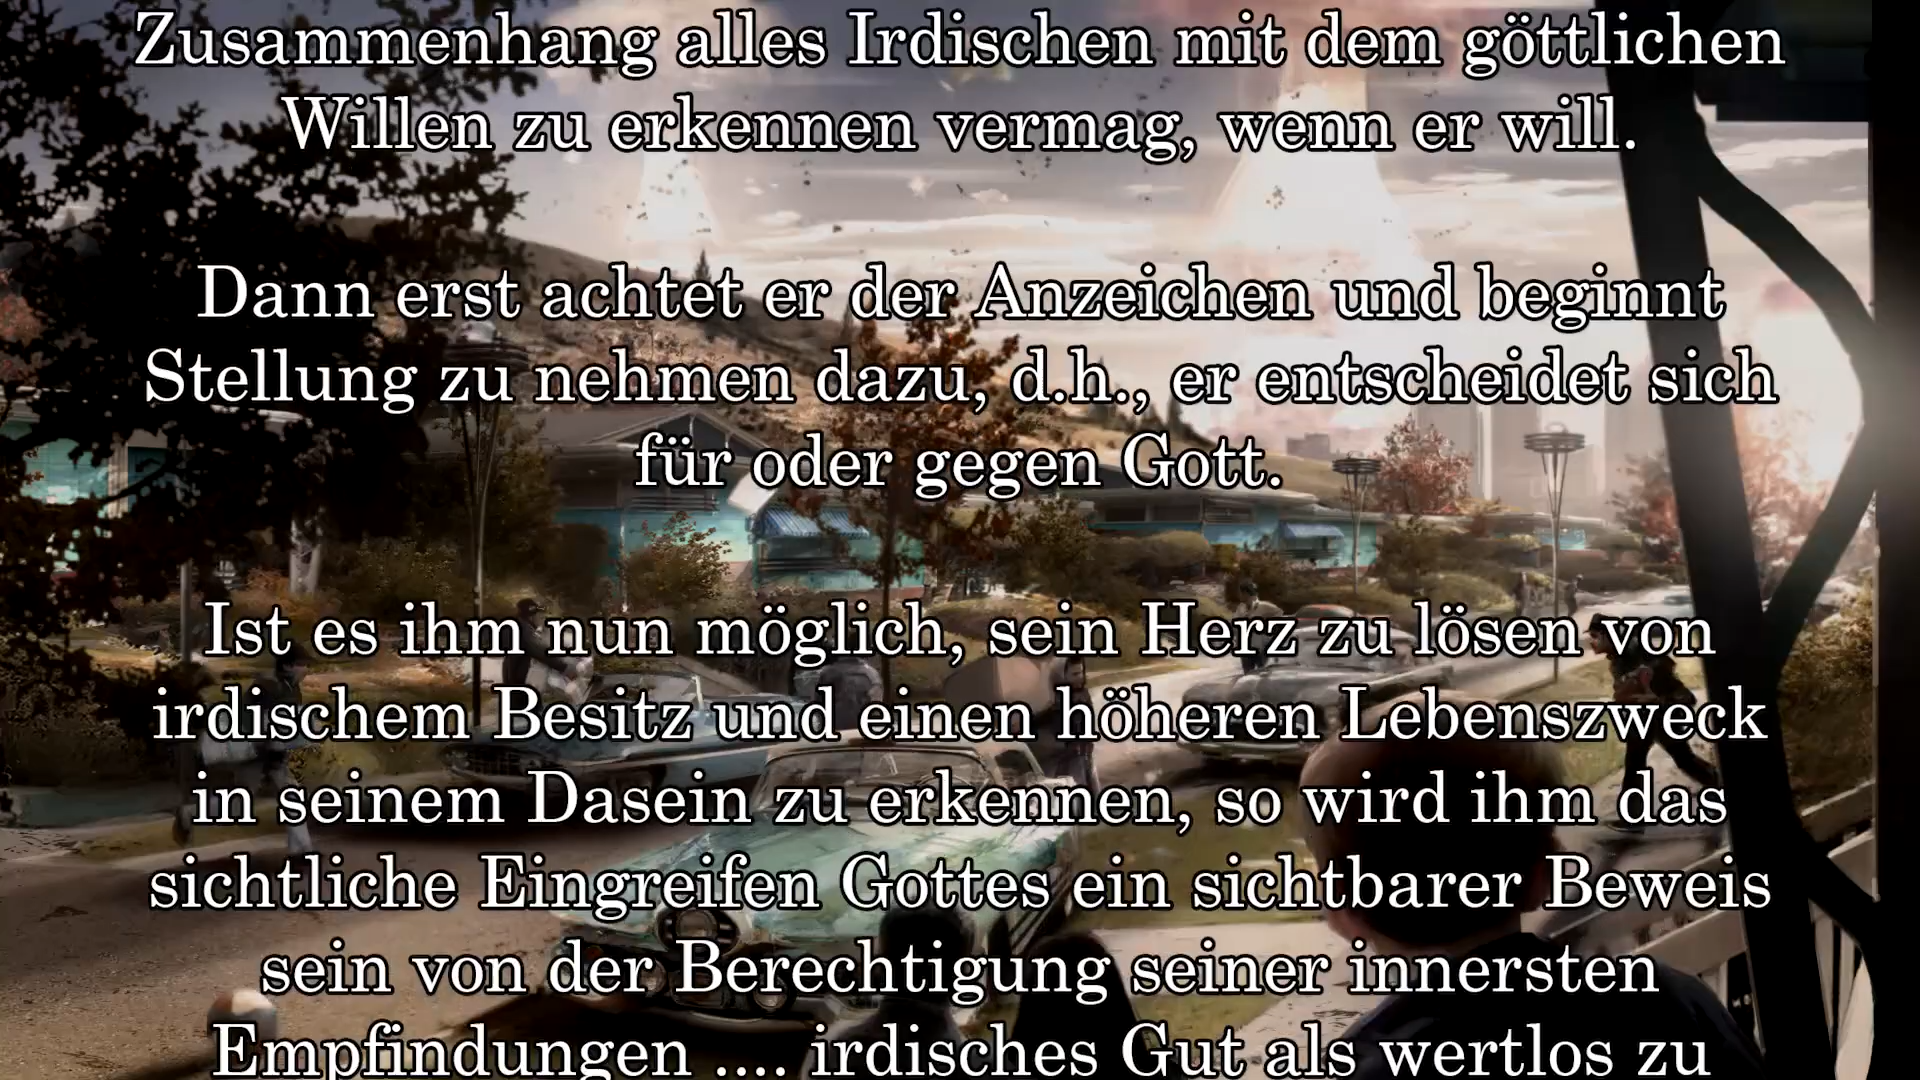 Zusammenhang alles Irdischen mit dem göttlichen
Willen zu erkennen vermag, wenn er will.
Dann erst achtet er der Anzeichen und beginnt
Stellung zu nehmen dazu, d.h., er entscheidet sich
für oder gegen Gott.
Ist es ihm nun möglich, sein Herz zu lösen von
irdischem Besitz und einen höheren Lebenszweck
in seinem Dasein zu erkennen, so wird ihm das
sichtliche Eingreifen Gottes ein sichtbarer Beweis
sein von der Berechtigung seiner innersten
Empfindungen .... irdisches Gut als wertlos zu